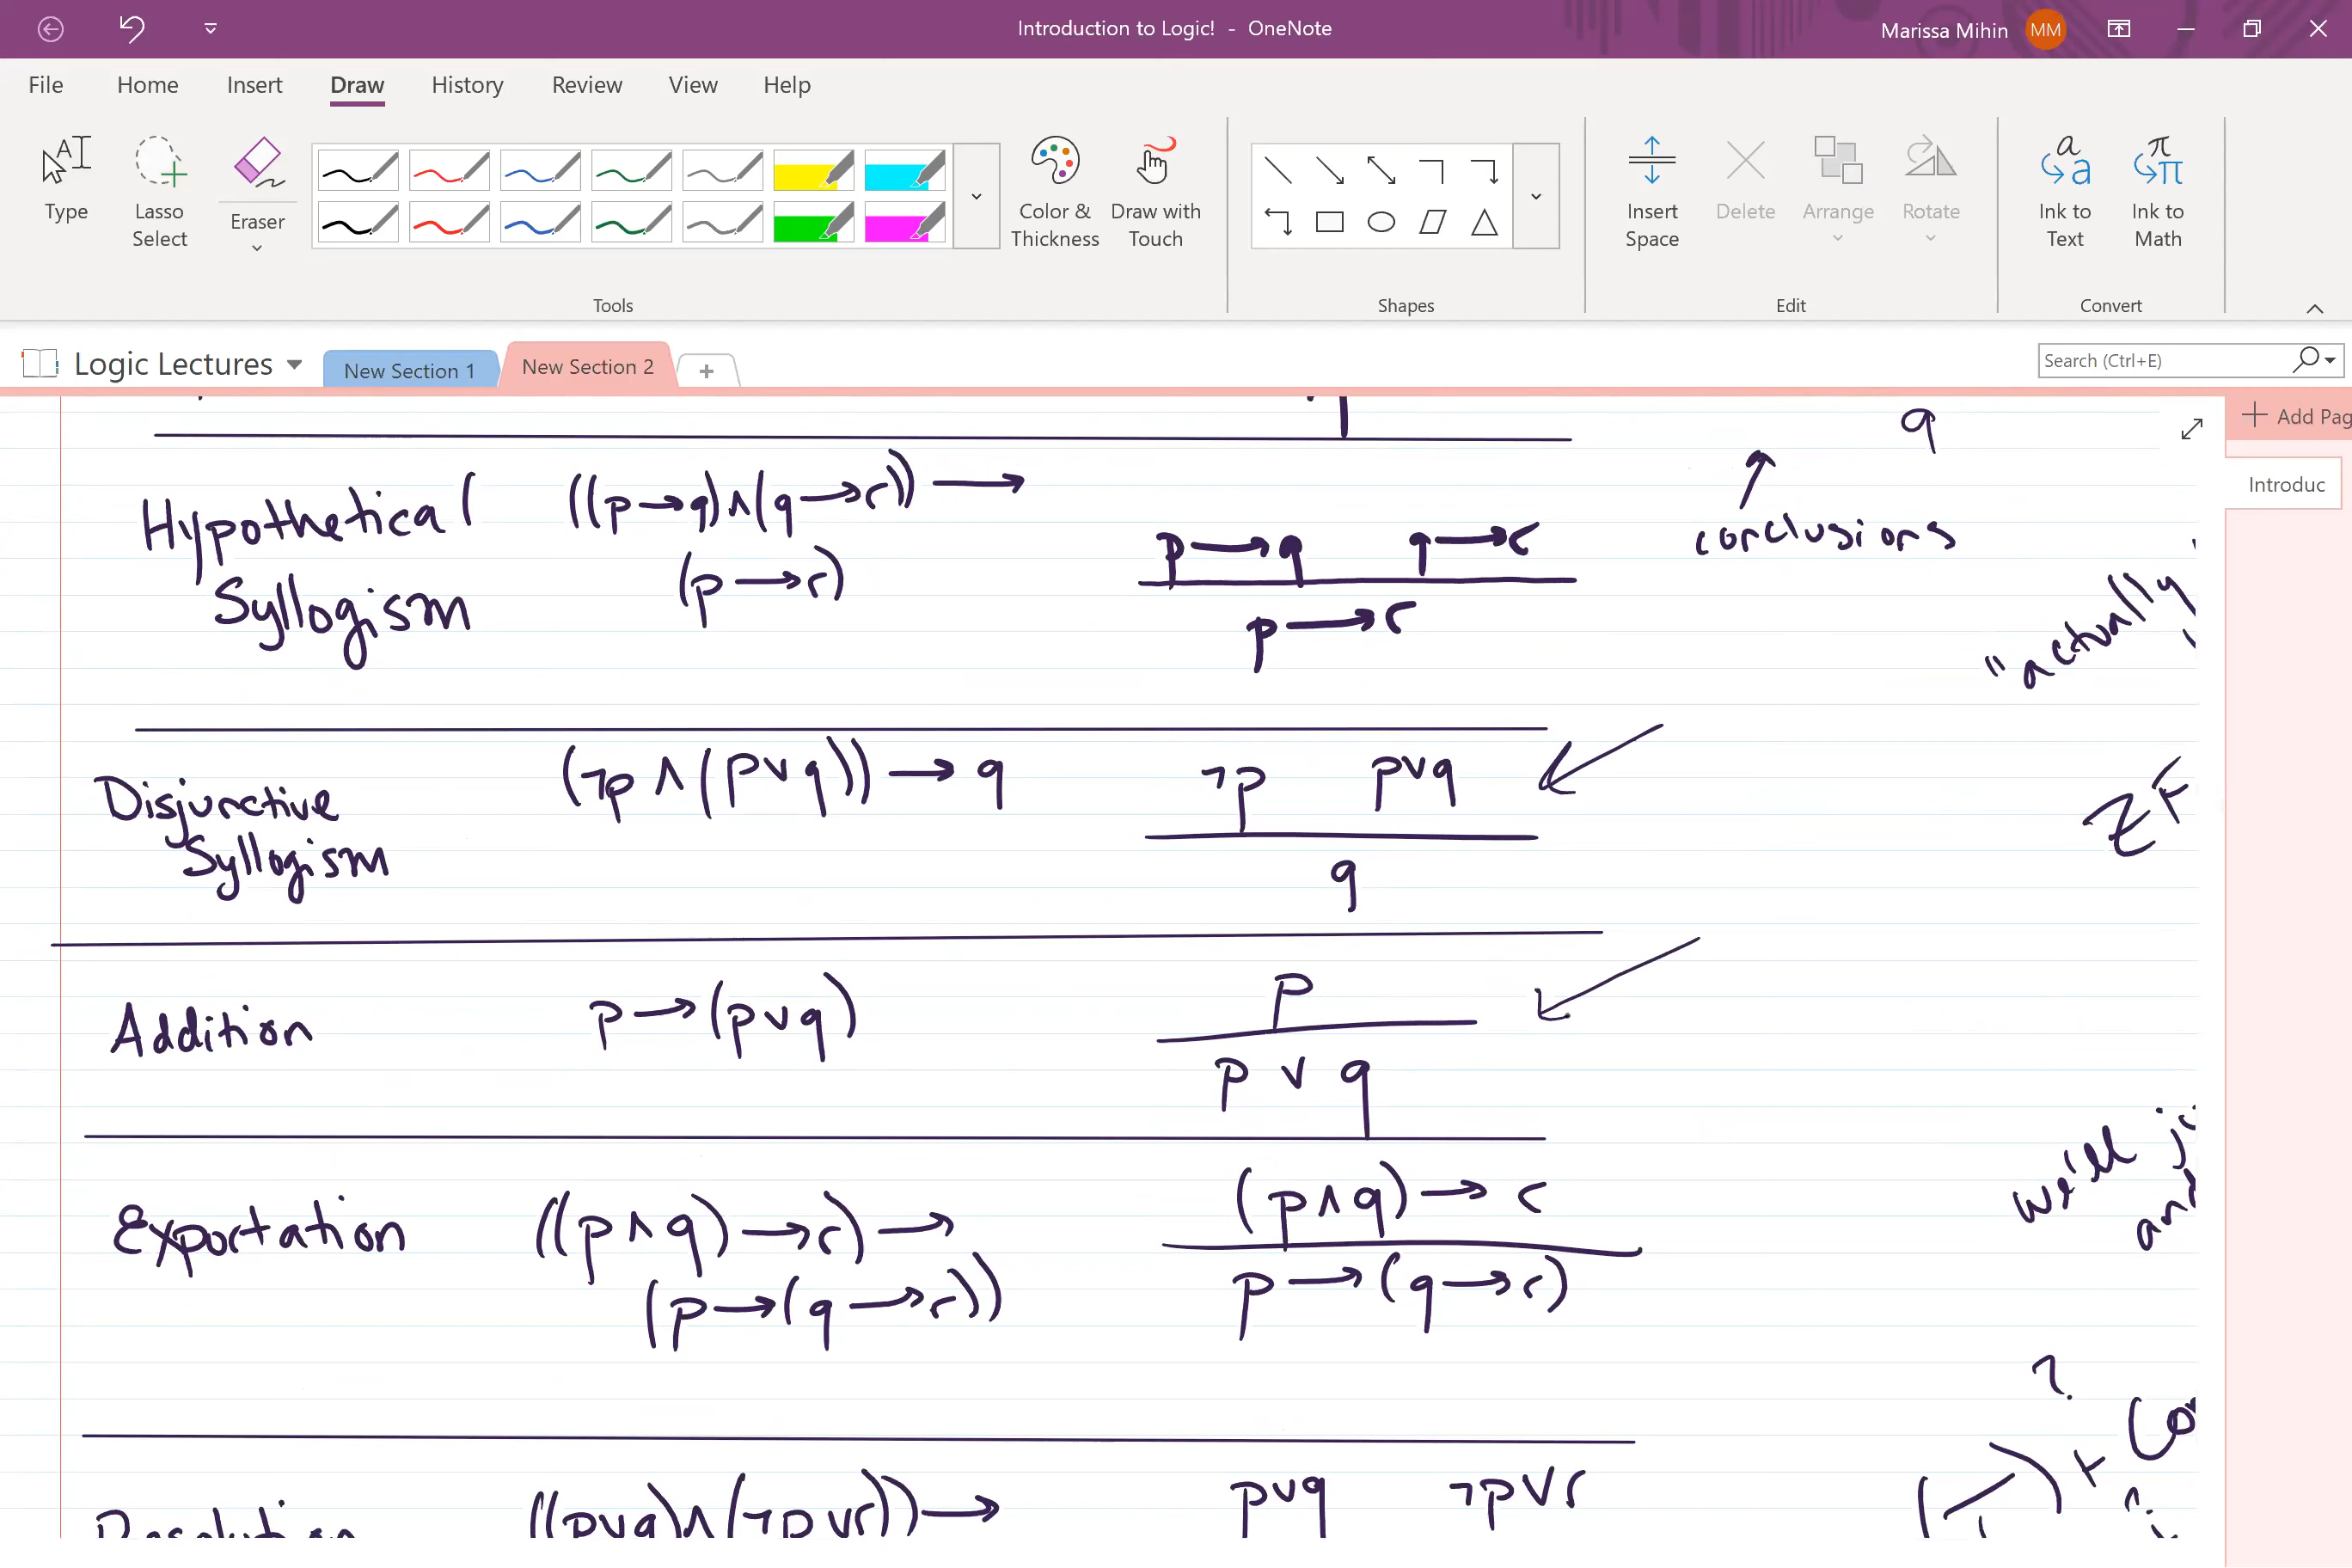 Introduction to Logic! - OneNote
Marissa Mihin MM
File Home Insert Draw History Review View Help
Type
Lasso Select
Eraser
Color & Thickness
Draw with Touch
Insert Space
Delete
Arrange
Rotate
a a
Ink to Text
π π
Ink to Math
Tools Shapes Edit Convert
Logic Lectures New Section 1 New Section 2 +
Search (Ctrl+E)
Add Pag
Introduc
q
conclusions
Hypothetical ((p→q)∧(q→r))→
Syllogism (p→r)
p→q q→r
p→r
"actually
Disjunctive (¬p∧(p∨q))→q ¬p p∨q
Syllogism
q
Addition p→(p∨q) p
p ∨ q
we'll
Exportation ((p∧q)→r)→ (p∧q)→r
(p→(q→r)) p→(q→r)
?
Resolution ((p∨q)∧(¬p∨r))→ p∨q ¬p∨r